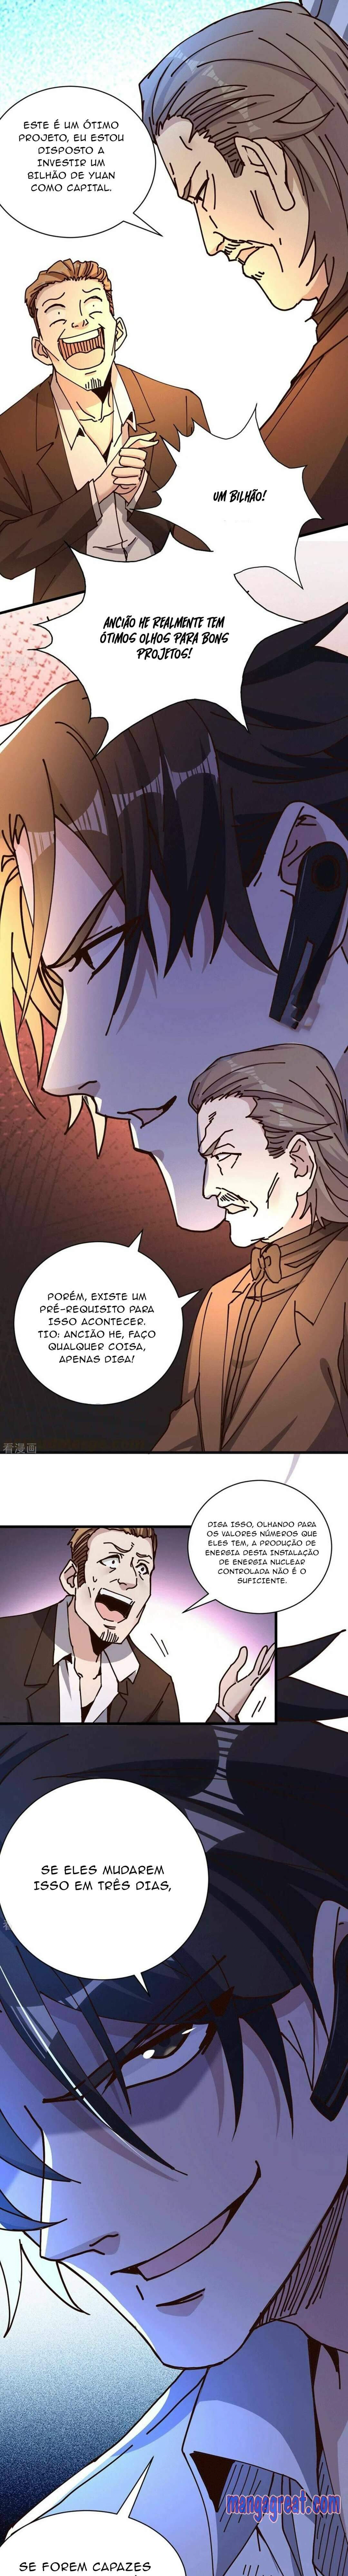 ESTE É UM ÓTIMO
PROJETO, EU ESTOU
DISPOSTO A
INVESTIR UM
BILHÃO DE YUAN
COMO CAPITAL.
UM BILHÃO!
ANCIÃO HE REALMENTE TEM
ÓTIMOS OLHOS PARA BONS
PROJETOS!
PORÉM, EXISTE UM
PRÉ-REQUISITO PARA
ISSO ACONTECER.
TIO: ANCIÃO HE, FAÇO
QUALQUER COISA,
APENAS DIGA!
看漫画
DIGA ISSO, OLHANDO PARA
OS VALORES NÚMEROS QUE
ELES TEM, A PRODUÇÃO DE
ENERGIA DESTA INSTALAÇÃO
DE ENERGIA NUCLEAR
CONTROLADA NÃO É O
SUFICIENTE.
SE ELES MUDAREM
ISSO EM TRÊS DIAS,
mangagreat.com
SE FOREM CAPAZES